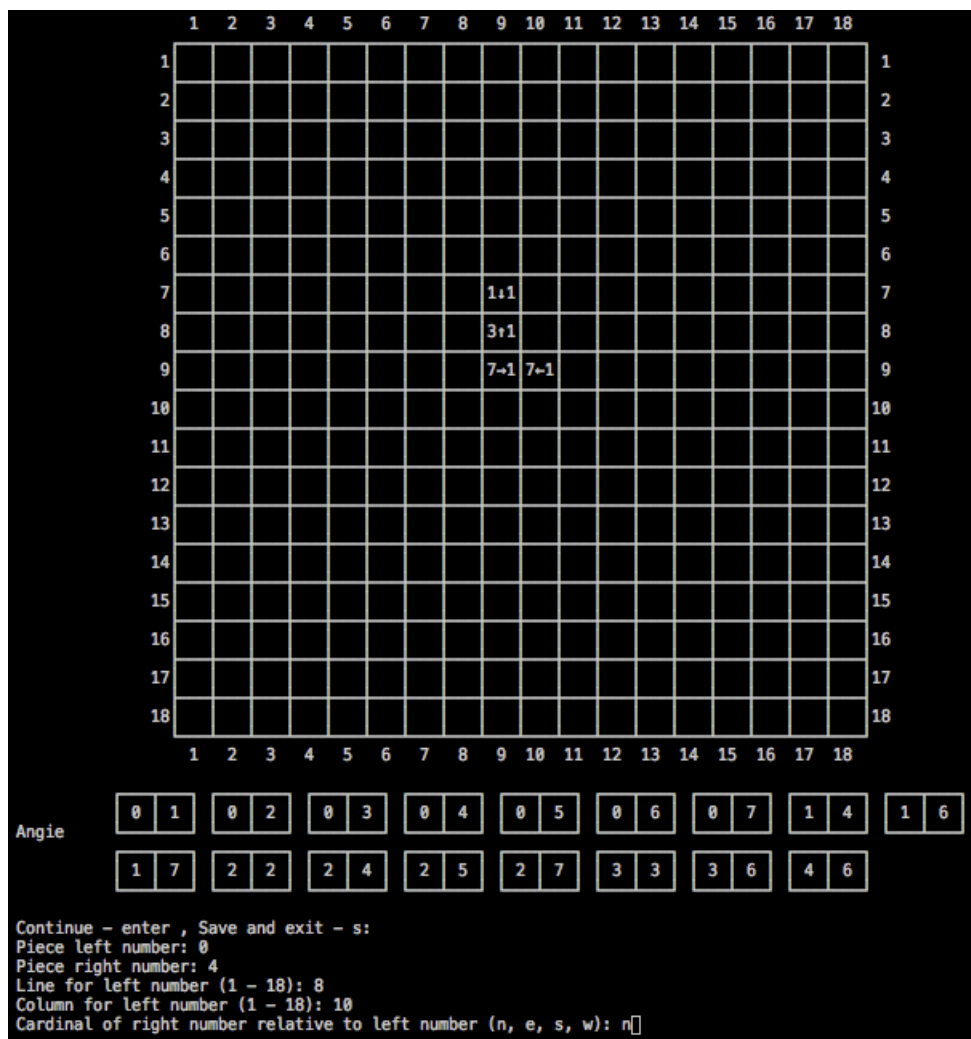 1 2 3 4 5 6 7 8 9 10 11 12 13 14 15 16 17 18
1 1
2 2
3 3
4 4
5 5
6 6
7 1↓1 7
8 3↑1 8
9 7→1 7←1 9
10 10
11 11
12 12
13 13
14 14
15 15
16 16
17 17
18 18
1 2 3 4 5 6 7 8 9 10 11 12 13 14 15 16 17 18
0 1 0 2 0 3 0 4 0 5 0 6 0 7 1 4 1 6
Angie
1 7 2 2 2 4 2 5 2 7 3 3 3 6 4 6
Continue – enter , Save and exit – s:
Piece left number: 0
Piece right number: 4
Line for left number (1 – 18): 8
Column for left number (1 – 18): 10
Cardinal of right number relative to left number (n, e, s, w): n